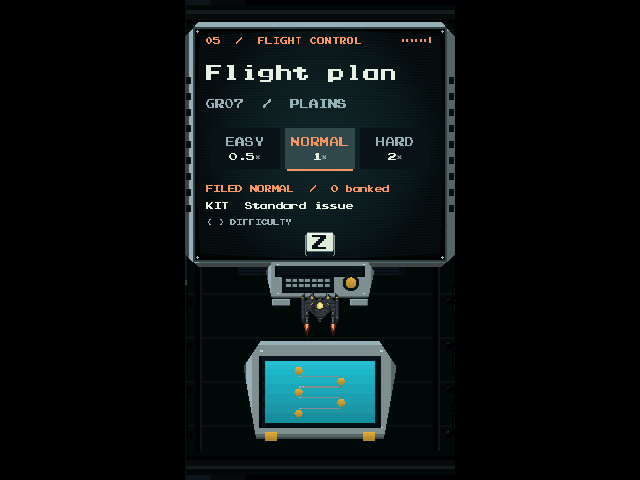 05 / FLIGHT CONTROL
Flight plan
GR07 / PLAINS
EASY NORMAL HARD
0.5× 1× 2×
FILED NORMAL / 0 banked
KIT Standard issue
‹ › DIFFICULTY
Z